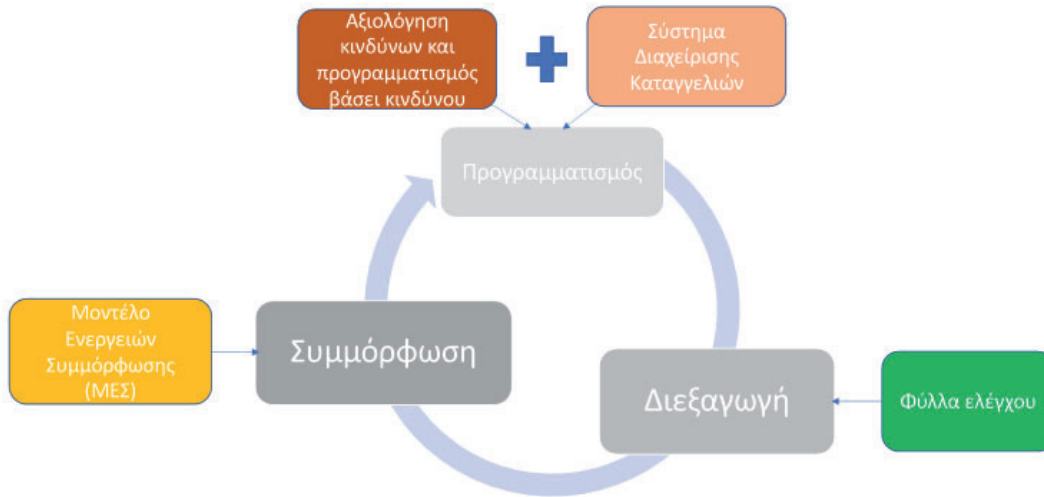 Αξιολόγηση
κινδύνων και
προγραμματισμός
βάσει κινδύνου
Σύστημα
Διαχείρισης
Καταγγελιών
Προγραμματισμός
Μοντέλο
Ενεργειών
Συμμόρφωσης
(ΜΕΣ)
Συμμόρφωση
Διεξαγωγή
Φύλλα ελέγχου